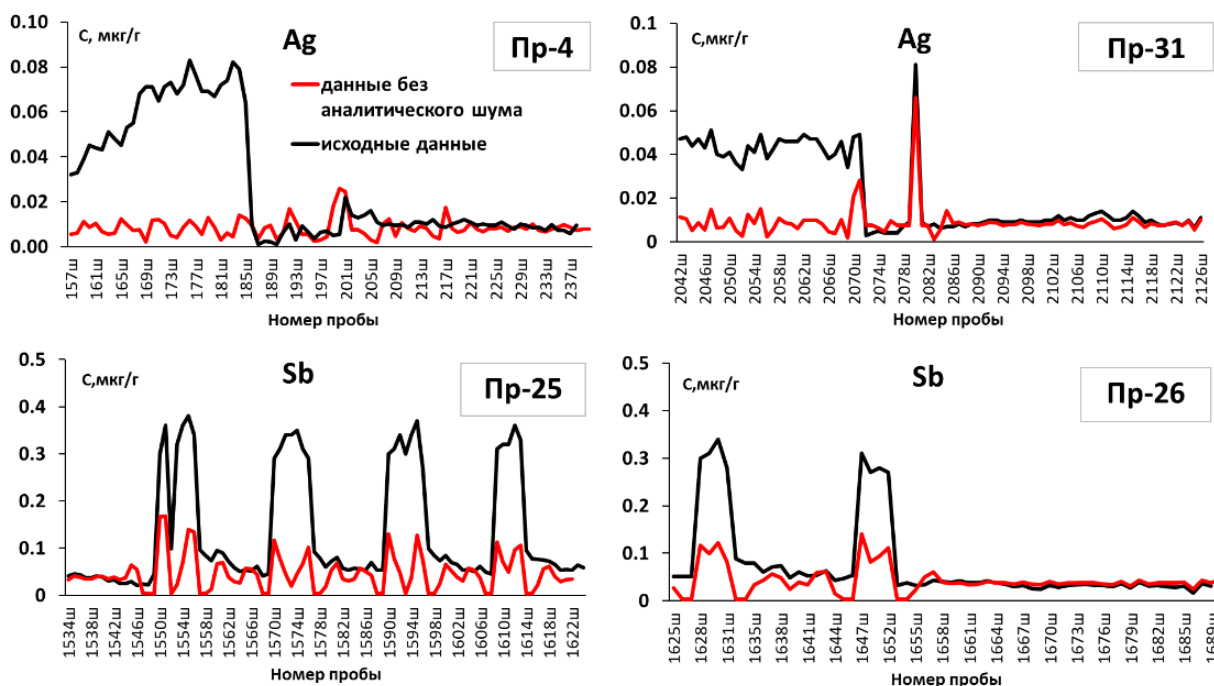 0.10
0.08
0.06
0.04
0.02
0.00
С, мкг/г
Ag
Пр-4
данные без
аналитического шума
исходные данные
157ш
161ш
165ш
169ш
173ш
177ш
181ш
185ш
189ш
193ш
197ш
201ш
205ш
209ш
213ш
217ш
221ш
225ш
229ш
233ш
237ш
Номер пробы
0.1
0.08
0.06
0.04
0.02
0
С,мкг/г
Ag
Пр-31
2042ш
2046ш
2050ш
2054ш
2058ш
2062ш
2066ш
2070ш
2074ш
2078ш
2082ш
2086ш
2090ш
2094ш
2098ш
2102ш
2106ш
2110ш
2114ш
2118ш
2122ш
2126ш
Номер пробы
0.5
0.4
0.3
0.2
0.1
0
С,мкг/г
Sb
Пр-25
1534ш
1538ш
1542ш
1546ш
1550ш
1554ш
1558ш
1562ш
1566ш
1570ш
1574ш
1578ш
1582ш
1586ш
1590ш
1594ш
1598ш
1602ш
1606ш
1610ш
1614ш
1618ш
1622ш
Номер пробы
0.5
0.4
0.3
0.2
0.1
0
С,мкг/г
Sb
Пр-26
1625ш
1628ш
1631ш
1635ш
1638ш
1641ш
1644ш
1647ш
1652ш
1655ш
1658ш
1661ш
1664ш
1667ш
1670ш
1673ш
1676ш
1679ш
1682ш
1685ш
1689ш
Номер пробы